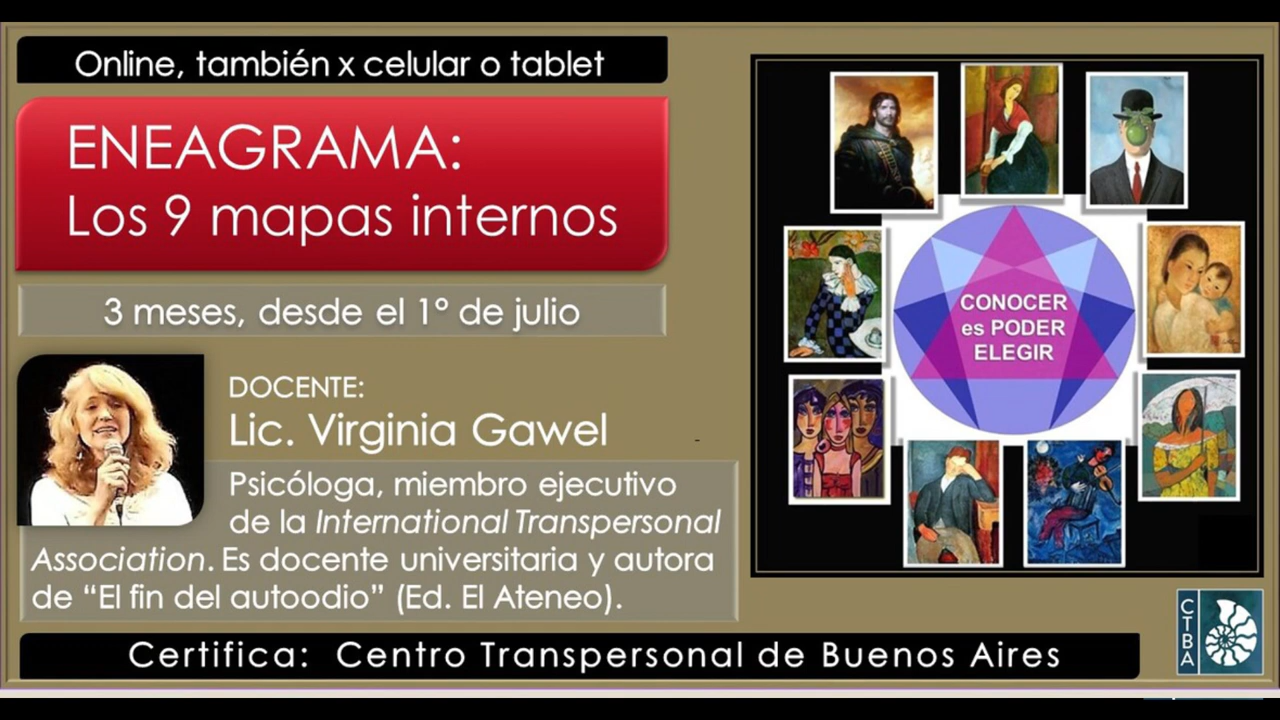 Online, también x celular o tablet
ENEAGRAMA:
Los 9 mapas internos
3 meses, desde el 1º de julio
DOCENTE:
Lic. Virginia Gawel
Psicóloga, miembro ejecutivo
de la International Transpersonal
Association. Es docente universitaria y autora
de “El fin del autoodio” (Ed. El Ateneo).
CONOCER
es PODER
ELEGIR
Certifica: Centro Transpersonal de Buenos Aires
CTBA